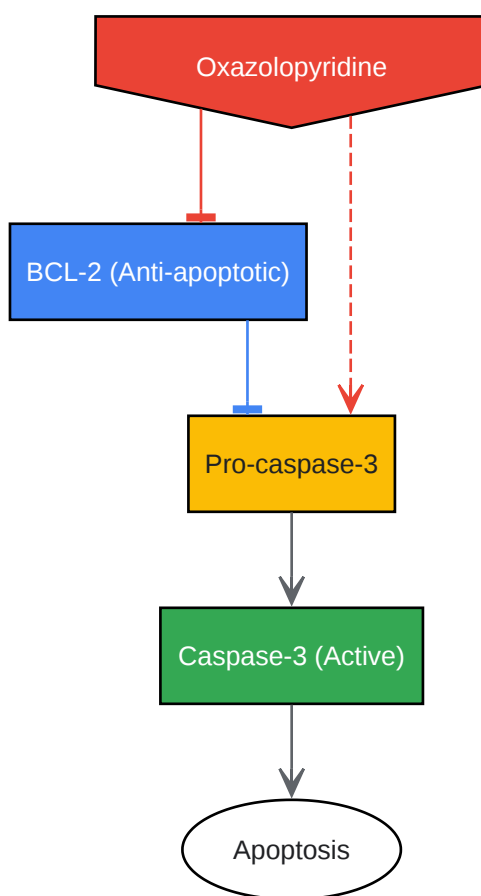 Oxazolopyridine
BCL-2 (Anti-apoptotic)
Pro-caspase-3
Caspase-3 (Active)
Apoptosis